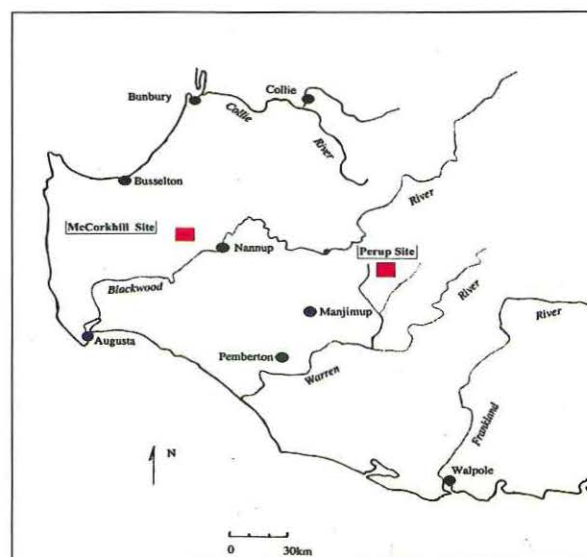 Bunbury
Collie
Collie
River
Busselton
River
McCorkhill Site
Perup Site
Nannup
River
Blackwood
Manjimup
River
Augusta
Pemberton
Warren
Frankland
N
Walpole
0 30km